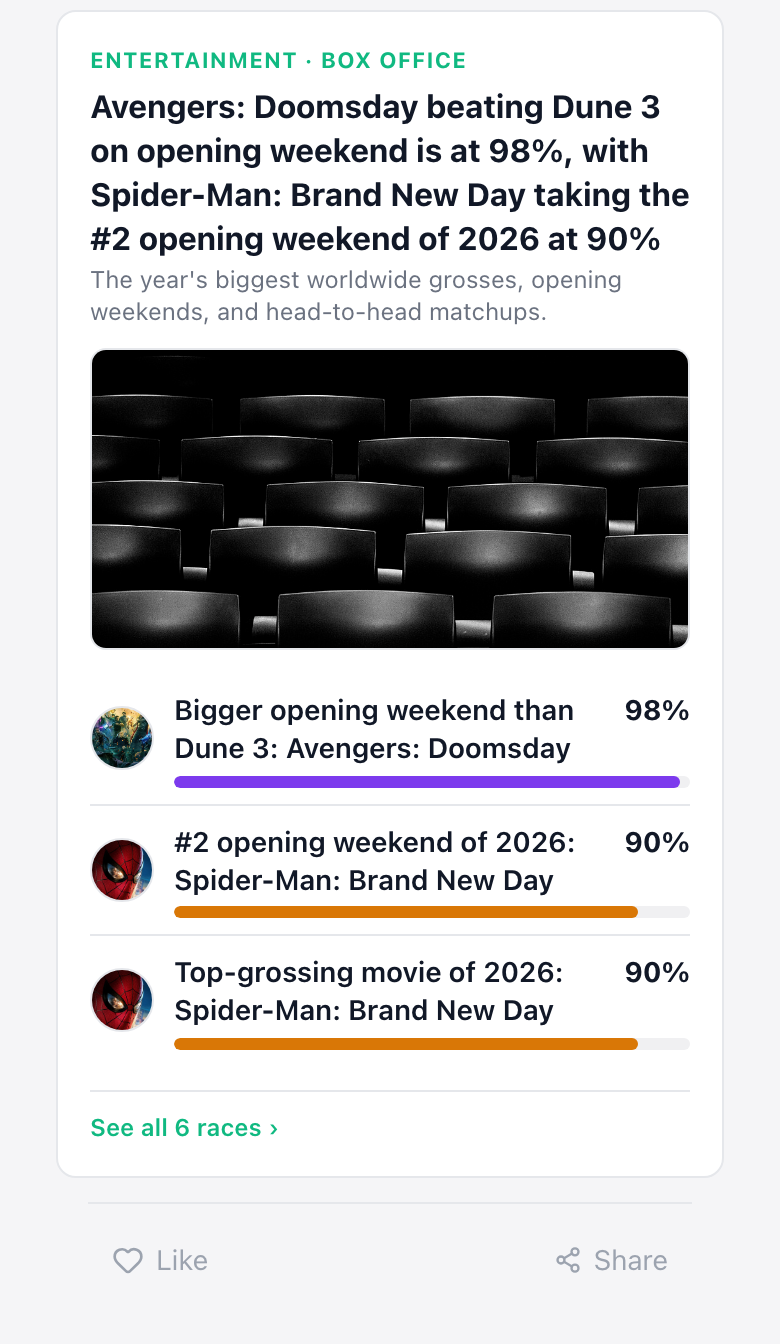 ENTERTAINMENT · BOX OFFICE
Avengers: Doomsday beating Dune 3
on opening weekend is at 98%, with
Spider-Man: Brand New Day taking the
#2 opening weekend of 2026 at 90%
The year's biggest worldwide grosses, opening
weekends, and head-to-head matchups.
Bigger opening weekend than 98%
Dune 3: Avengers: Doomsday
#2 opening weekend of 2026: 90%
Spider-Man: Brand New Day
Top-grossing movie of 2026: 90%
Spider-Man: Brand New Day
See all 6 races ›
Like Share